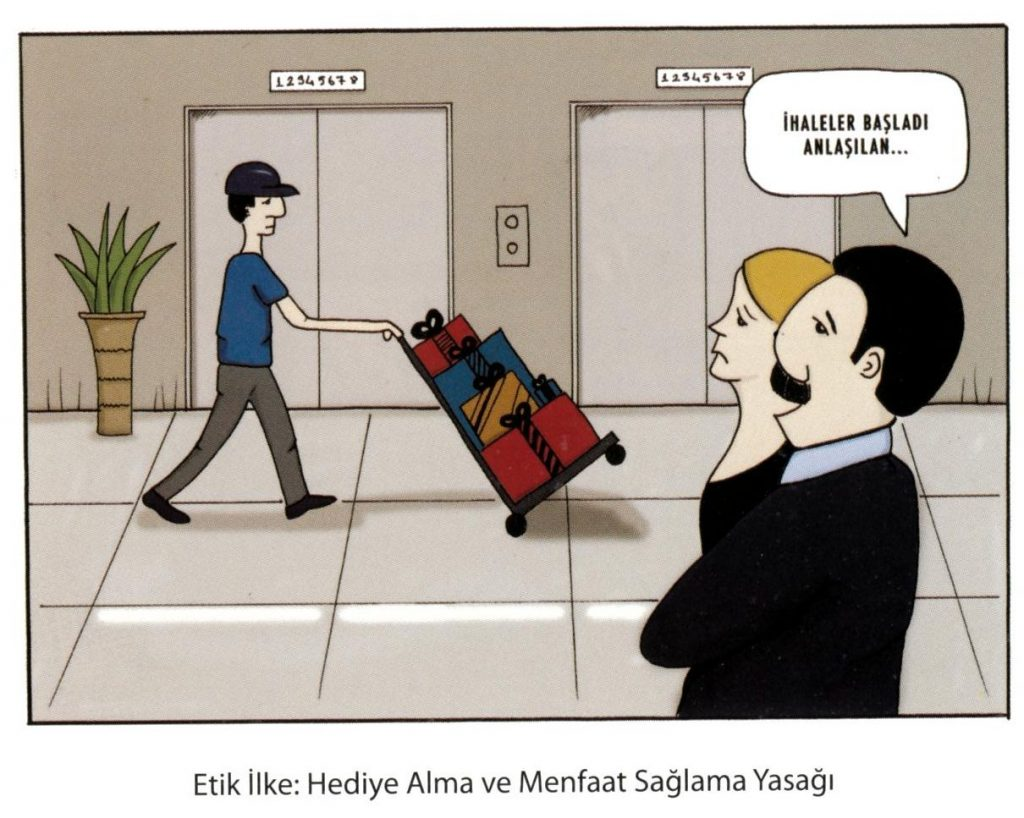 12345678
12345678
İHALELER BAŞLADI
ANLAŞILAN...
Etik İlke: Hediye Alma ve Menfaat Sağlama Yasağı